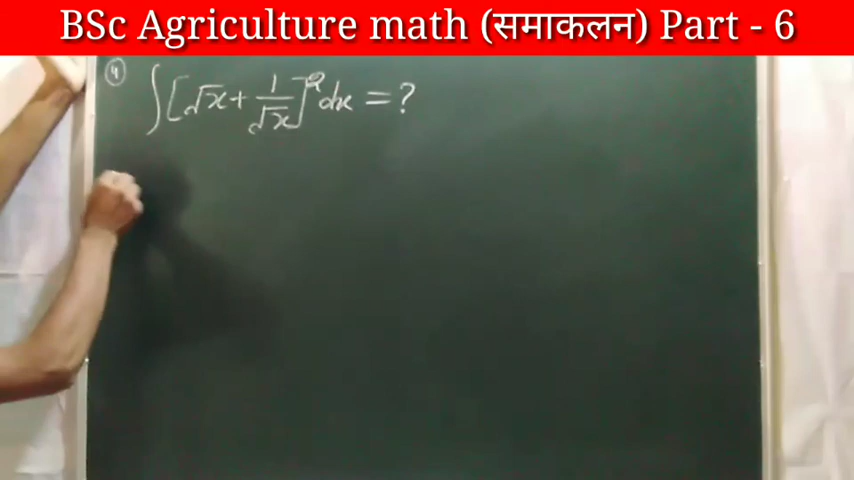 BSc Agriculture math (समाकलन) Part - 6
④ ∫[√x + 1/√x]² dx = ?